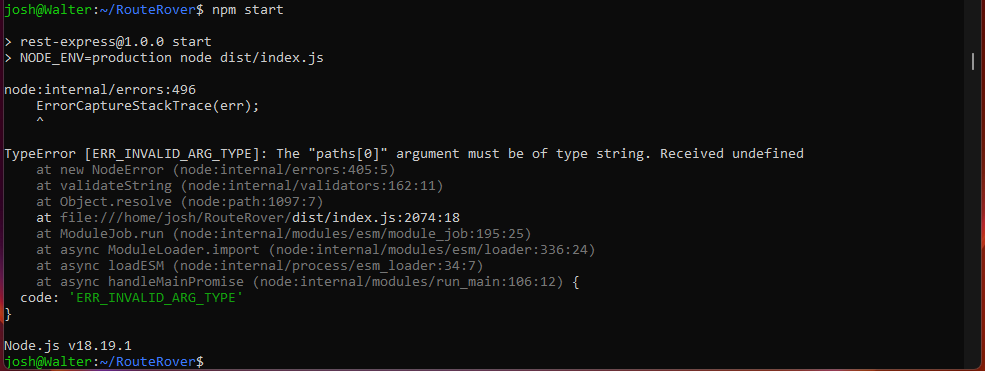 josh@Walter:~/RouteRover$ npm start
> rest-express@1.0.0 start
> NODE_ENV=production node dist/index.js
node:internal/errors:496
    ErrorCaptureStackTrace(err);
    ^
TypeError [ERR_INVALID_ARG_TYPE]: The "paths[0]" argument must be of type string. Received undefined
    at new NodeError (node:internal/errors:405:5)
    at validateString (node:internal/validators:162:11)
    at Object.resolve (node:path:1097:7)
    at file:///home/josh/RouteRover/dist/index.js:2074:18
    at ModuleJob.run (node:internal/modules/esm/module_job:195:25)
    at async ModuleLoader.import (node:internal/modules/esm/loader:336:24)
    at async loadESM (node:internal/process/esm_loader:34:7)
    at async handleMainPromise (node:internal/modules/run_main:106:12) {
  code: 'ERR_INVALID_ARG_TYPE'
}
Node.js v18.19.1
josh@Walter:~/RouteRover$